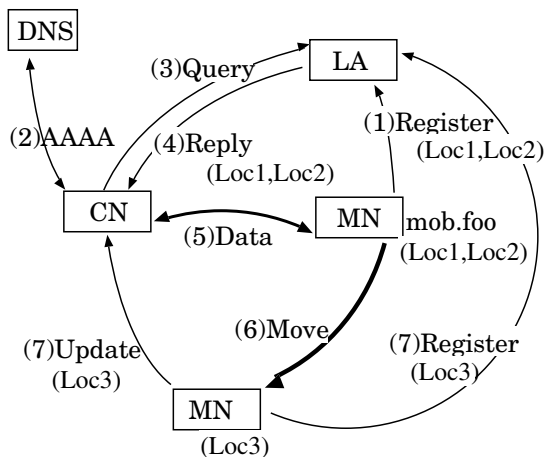 DNS
(3)Query
LA
(1)Register
(Loc1,Loc2)
(2)AAAA
(4)Reply
(Loc1,Loc2)
CN
MN
mob.foo
(Loc1,Loc2)
(5)Data
(6)Move
(7)Update
(Loc3)
(7)Register
(Loc3)
MN
(Loc3)